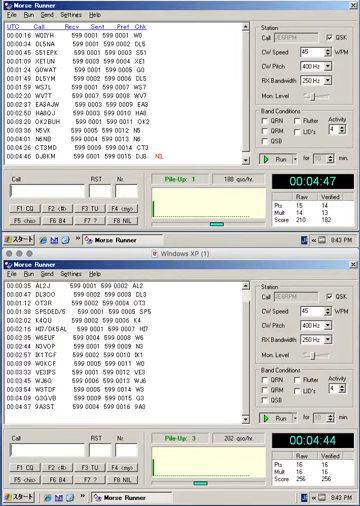 Morse Runner
File Run Send Settings Help
UTC Call Recv Sent Pref Chk
00:00:16 W0IYH 599 0001 599 0001 W0
00:00:34 DL5AV 599 0001 599 0002 DL5
00:00:45 S51EPK 599 0001 599 0003 S51
00:01:09 XE1UN 599 0003 599 0004 XE1
00:01:24 G0WAT 599 0001 599 0005 G0
00:01:49 DL5YM 599 0002 599 0006 DL5
00:01:59 WS7L 599 0001 599 0007 WS7
00:02:20 WV7T 599 0007 599 0008 WV7
00:02:37 EA3AJW 599 0003 599 0009 EA3
00:02:50 HA8QJ 599 0003 599 0010 HA8
00:03:20 OK2BUH 599 0001 599 0011 OK2
00:03:36 N5VK 599 0005 599 0012 N5
00:04:01 N6NB 599 0004 599 0013 N6
00:04:26 CT3MD 599 0009 599 0014 CT3
00:04:46 DJ8KM 599 0001 599 0015 DJ8 NIL
Station
Call JE6RPM QSK
CW Speed 45 WPM
CW Pitch 400 Hz
RX Bandwidth 250 Hz
Mon. Level
Band Conditions
QRN Flutter Activity
QRM LID's 4
QSB
Run for 10 min.
Call RST Nr.
F1 CQ F2 <#> F3 TU F4 <my>
F5 <his> F6 B4 F7 ? F8 NIL
Pile-Up: 1
188 qso/hr.
00:04:47
Raw Verified
Pts 15 14
Mult 14 13
Score 210 182
スタート Morse Runner 8:43 PM
Windows XP (1)
Morse Runner
File Run Send Settings Help
00:00:35 AL2J 599 0001 599 0002 AL2
00:00:47 DL3OO 599 0002 599 0003 DL3
00:01:12 OT3R 599 0002 599 0004 OT3
00:01:38 SP5DED/5 599 0001 599 0005 SP5
00:02:02 K4QU 599 0002 599 0006 K4
00:02:16 HI7/DK5AL 599 0001 599 0007 HI7
00:02:35 W6EUF 599 0004 599 0008 W6
00:02:44 N3VOP 599 0001 599 0009 N3
00:02:57 IK1TCF 599 0002 599 0010 IK1
00:03:09 W0KCF 599 0005 599 0011 W0
00:03:33 VE3IPS 599 0001 599 0012 VE3
00:03:45 WJ6O 599 0006 599 0013 WJ6
00:03:54 W3TDF 599 0005 599 0014 W3
00:04:09 G3GVB 599 0009 599 0015 G3
00:04:37 9A3ST 599 0004 599 0016 9A3
Station
Call JE6RPM QSK
CW Speed 45 WPM
CW Pitch 400 Hz
RX Bandwidth 250 Hz
Mon. Level
Band Conditions
QRN Flutter Activity
QRM LID's 4
QSB
Run for 10 min.
Call RST Nr.
F1 CQ F2 <#> F3 TU F4 <my>
F5 <his> F6 B4 F7 ? F8 NIL
Pile-Up: 3
202 qso/hr.
00:04:44
Raw Verified
Pts 16 16
Mult 16 16
Score 256 256
スタート Morse Runner 8:43 PM